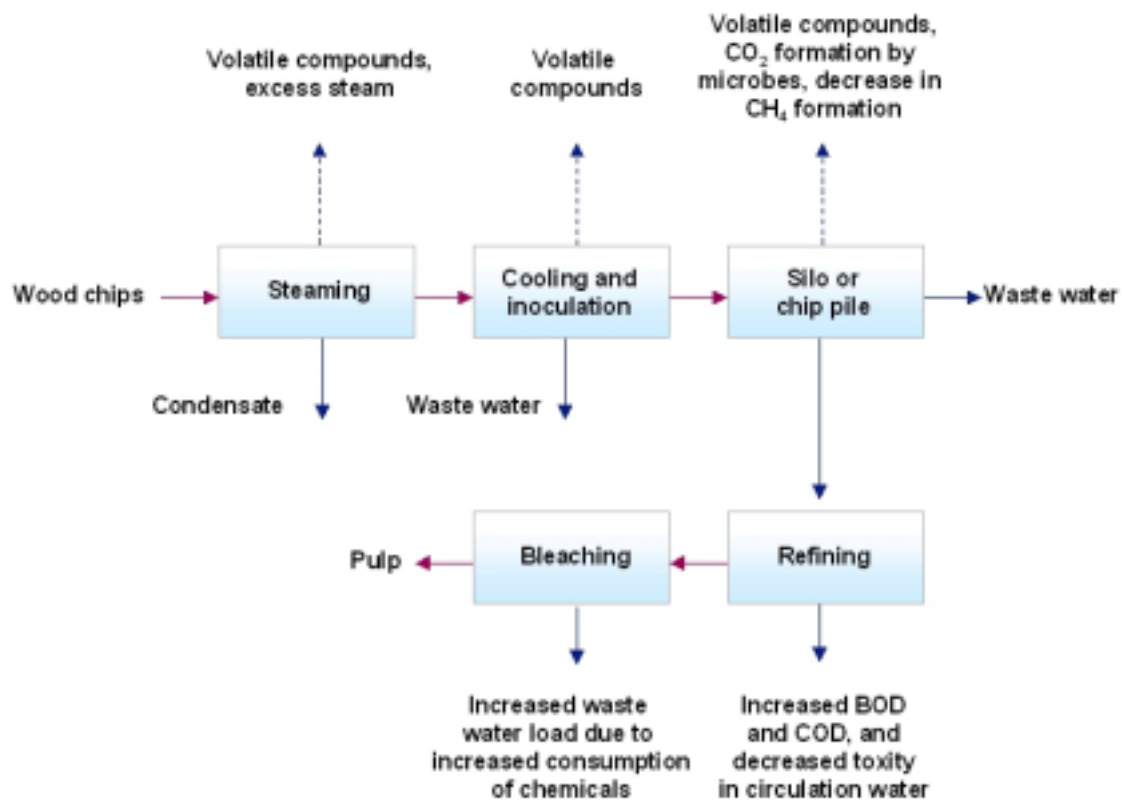 Volatile compounds,
excess steam
Volatile
compounds
Volatile compounds,
CO₂ formation by
microbes, decrease in
CH₄ formation
Wood chips
Steaming
Cooling and
inoculation
Silo or
chip pile
Waste water
Condensate
Waste water
Pulp
Bleaching
Refining
Increased waste
water load due to
increased consumption
of chemicals
Increased BOD
and COD, and
decreased toxity
in circulation water